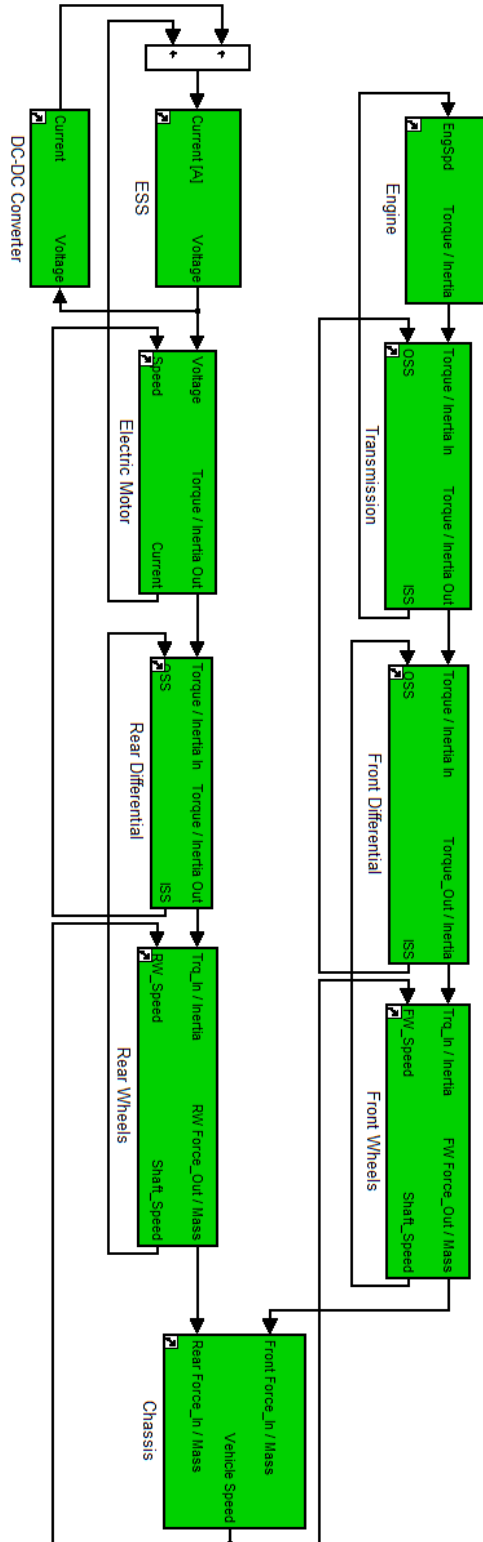 EngSpd
Torque / Inertia
Engine
Torque / Inertia In
OSS
Torque / Inertia Out
ISS
Transmission
Torque / Inertia In
OSS
Torque_Out / Inertia
ISS
Front Differential
Trq_In / Inertia
FW_Speed
FW Force_Out / Mass
Shaft_Speed
Front Wheels
Front Force_In / Mass
Rear Force_In / Mass
Vehicle Speed
Chassis
+
+
Current [A]
Voltage
ESS
Voltage
Speed
Torque / Inertia Out
Current
Electric Motor
Torque / Inertia In
OSS
Torque / Inertia Out
ISS
Rear Differential
Trq_In / Inertia
RW_Speed
RW Force_Out / Mass
Shaft_Speed
Rear Wheels
Current
Voltage
DC-DC Converter